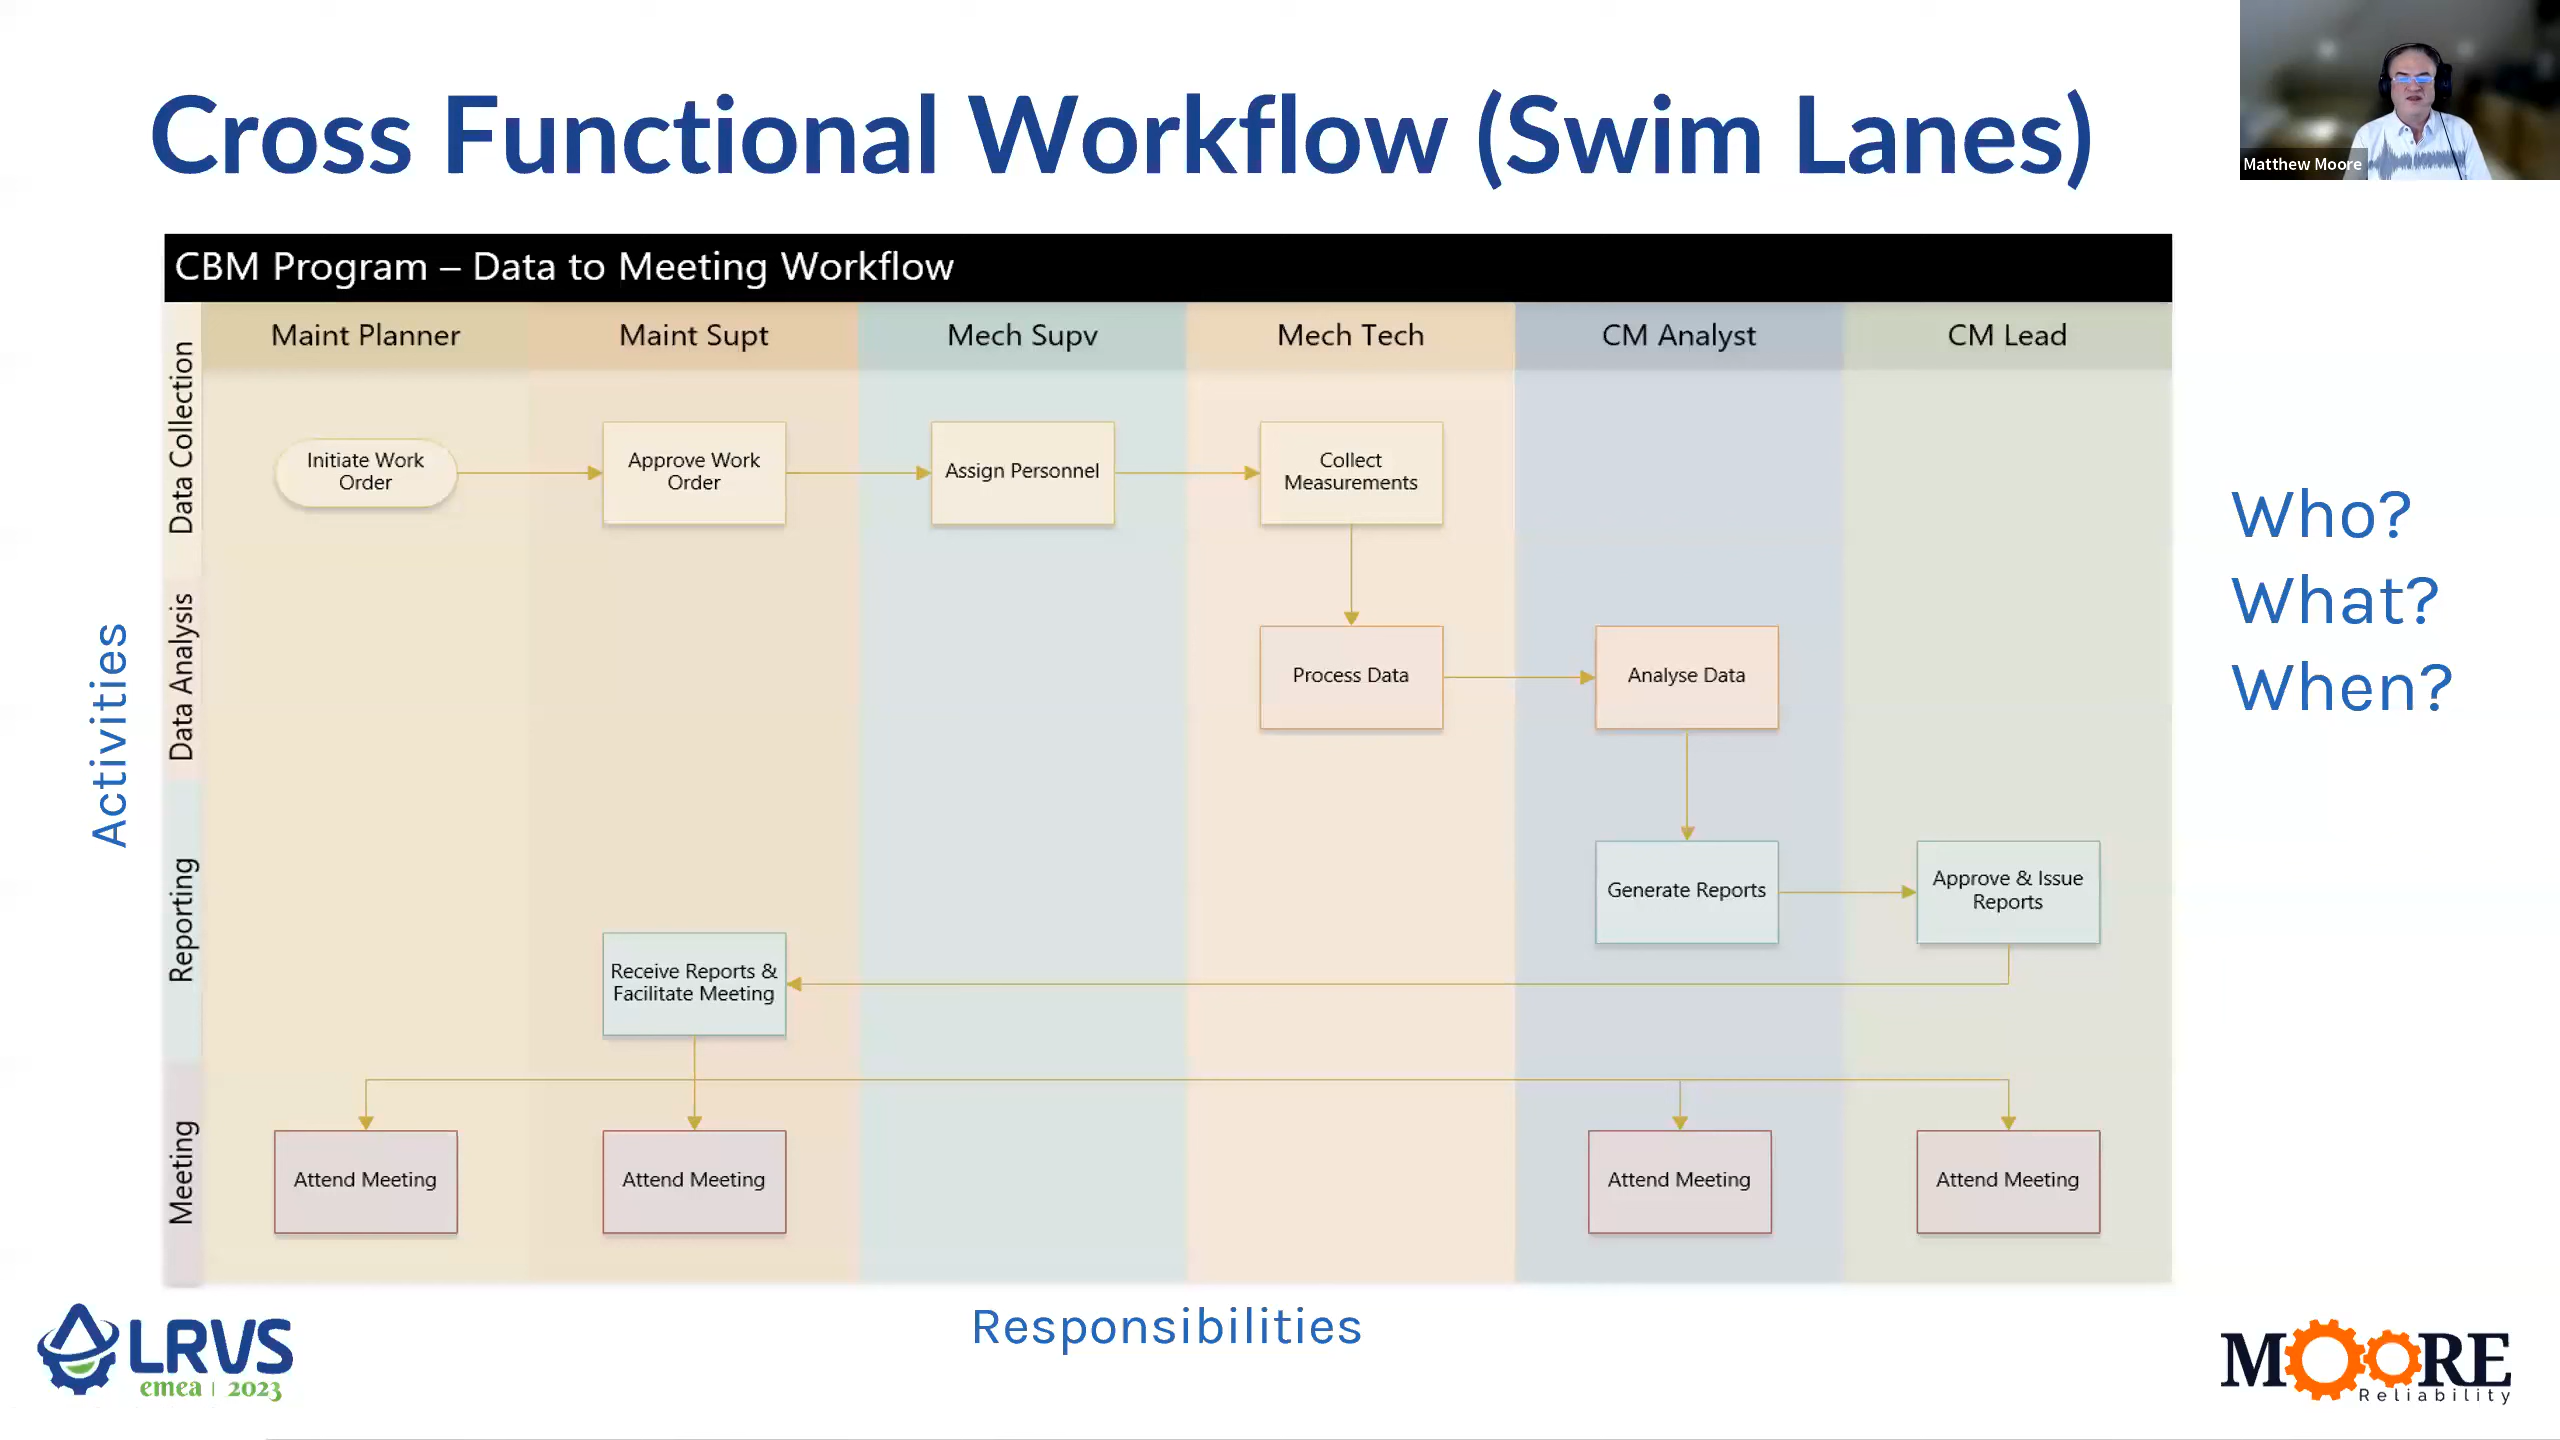 Cross Functional Workflow (Swim Lanes)
Matthew Moore
CBM Program – Data to Meeting Workflow
Maint Planner
Maint Supt
Mech Supv
Mech Tech
CM Analyst
CM Lead
Activities
Data Collection
Initiate Work
Order
Approve Work
Order
Assign Personnel
Collect
Measurements
Data Analysis
Process Data
Analyse Data
Reporting
Generate Reports
Approve & Issue
Reports
Receive Reports &
Facilitate Meeting
Meeting
Attend Meeting
Attend Meeting
Attend Meeting
Attend Meeting
Who?
What?
When?
Responsibilities
LRVS
emea | 2023
MOORE
Reliability